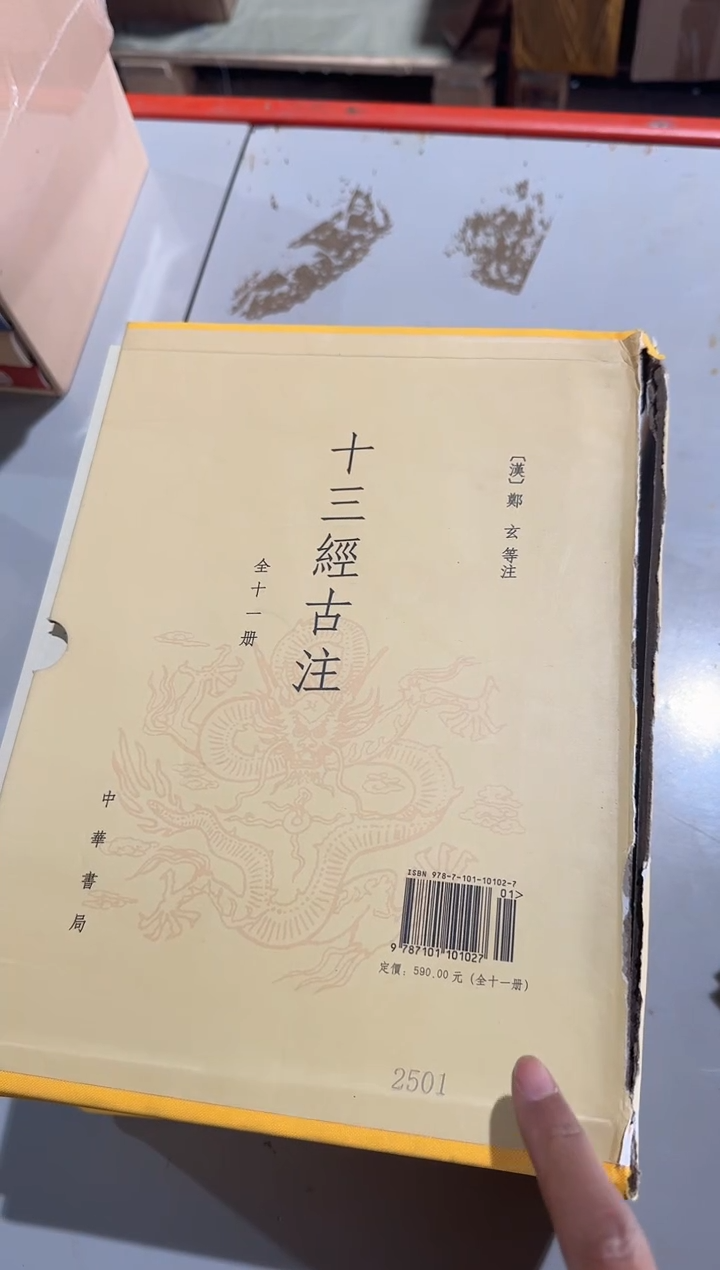 〔漢〕鄭玄等注
十三經古注
全十一册
中華書局
ISBN 978-7-101-10102-7
01>
9 787101 101027
定價：590.00元（全十一册）
2501